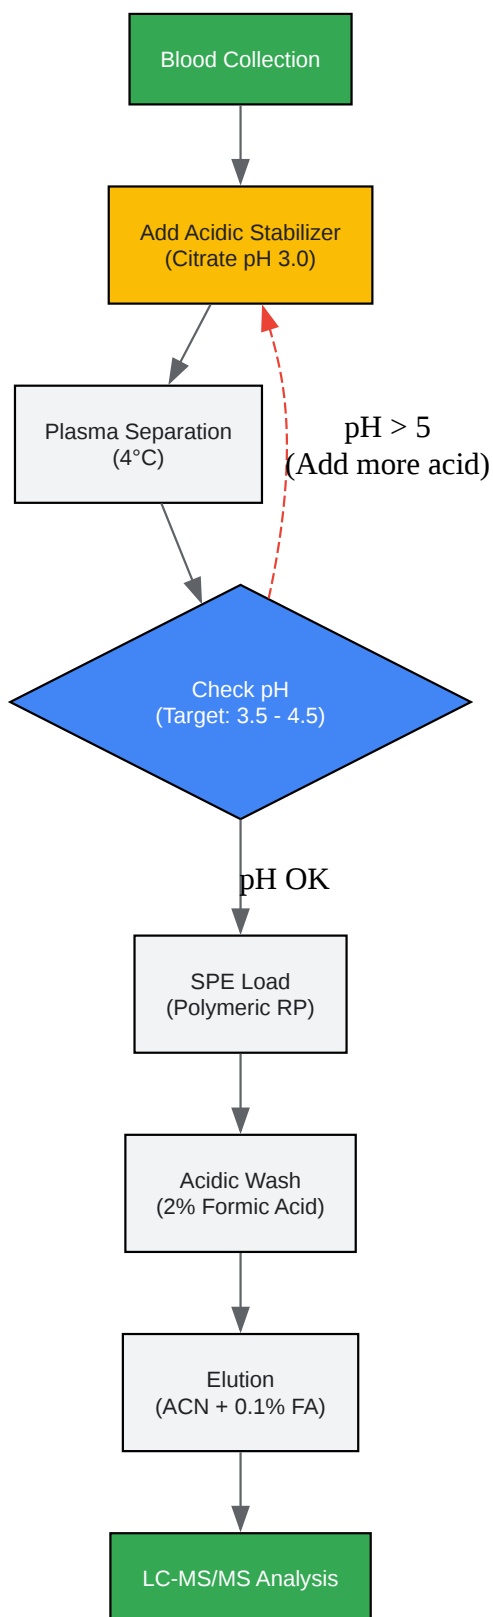 Blood Collection
Add Acidic Stabilizer
(Citrate pH 3.0)
Plasma Separation
(4°C)
pH > 5
(Add more acid)
Check pH
(Target: 3.5 - 4.5)
pH OK
SPE Load
(Polymeric RP)
Acidic Wash
(2% Formic Acid)
Elution
(ACN + 0.1% FA)
LC-MS/MS Analysis